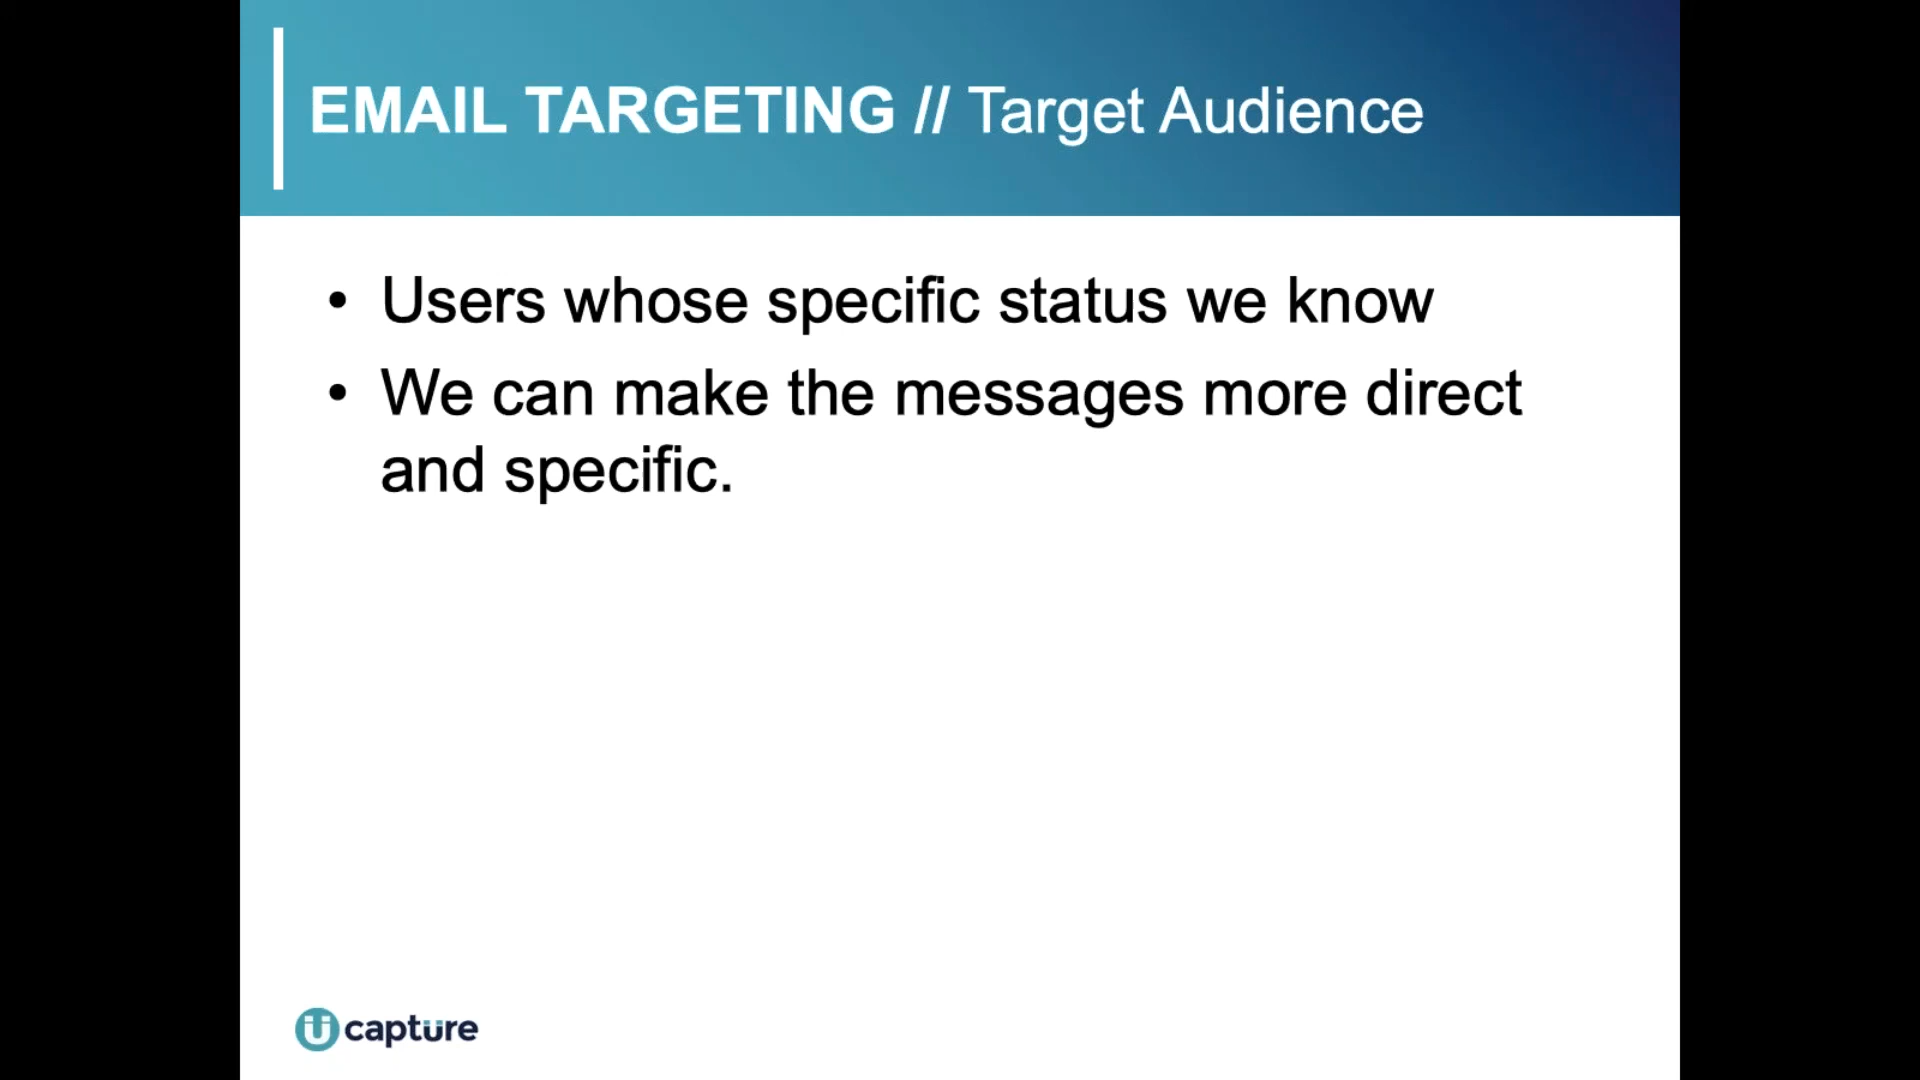 EMAIL TARGETING // Target Audience
• Users whose specific status we know
• We can make the messages more direct
and specific.
capture